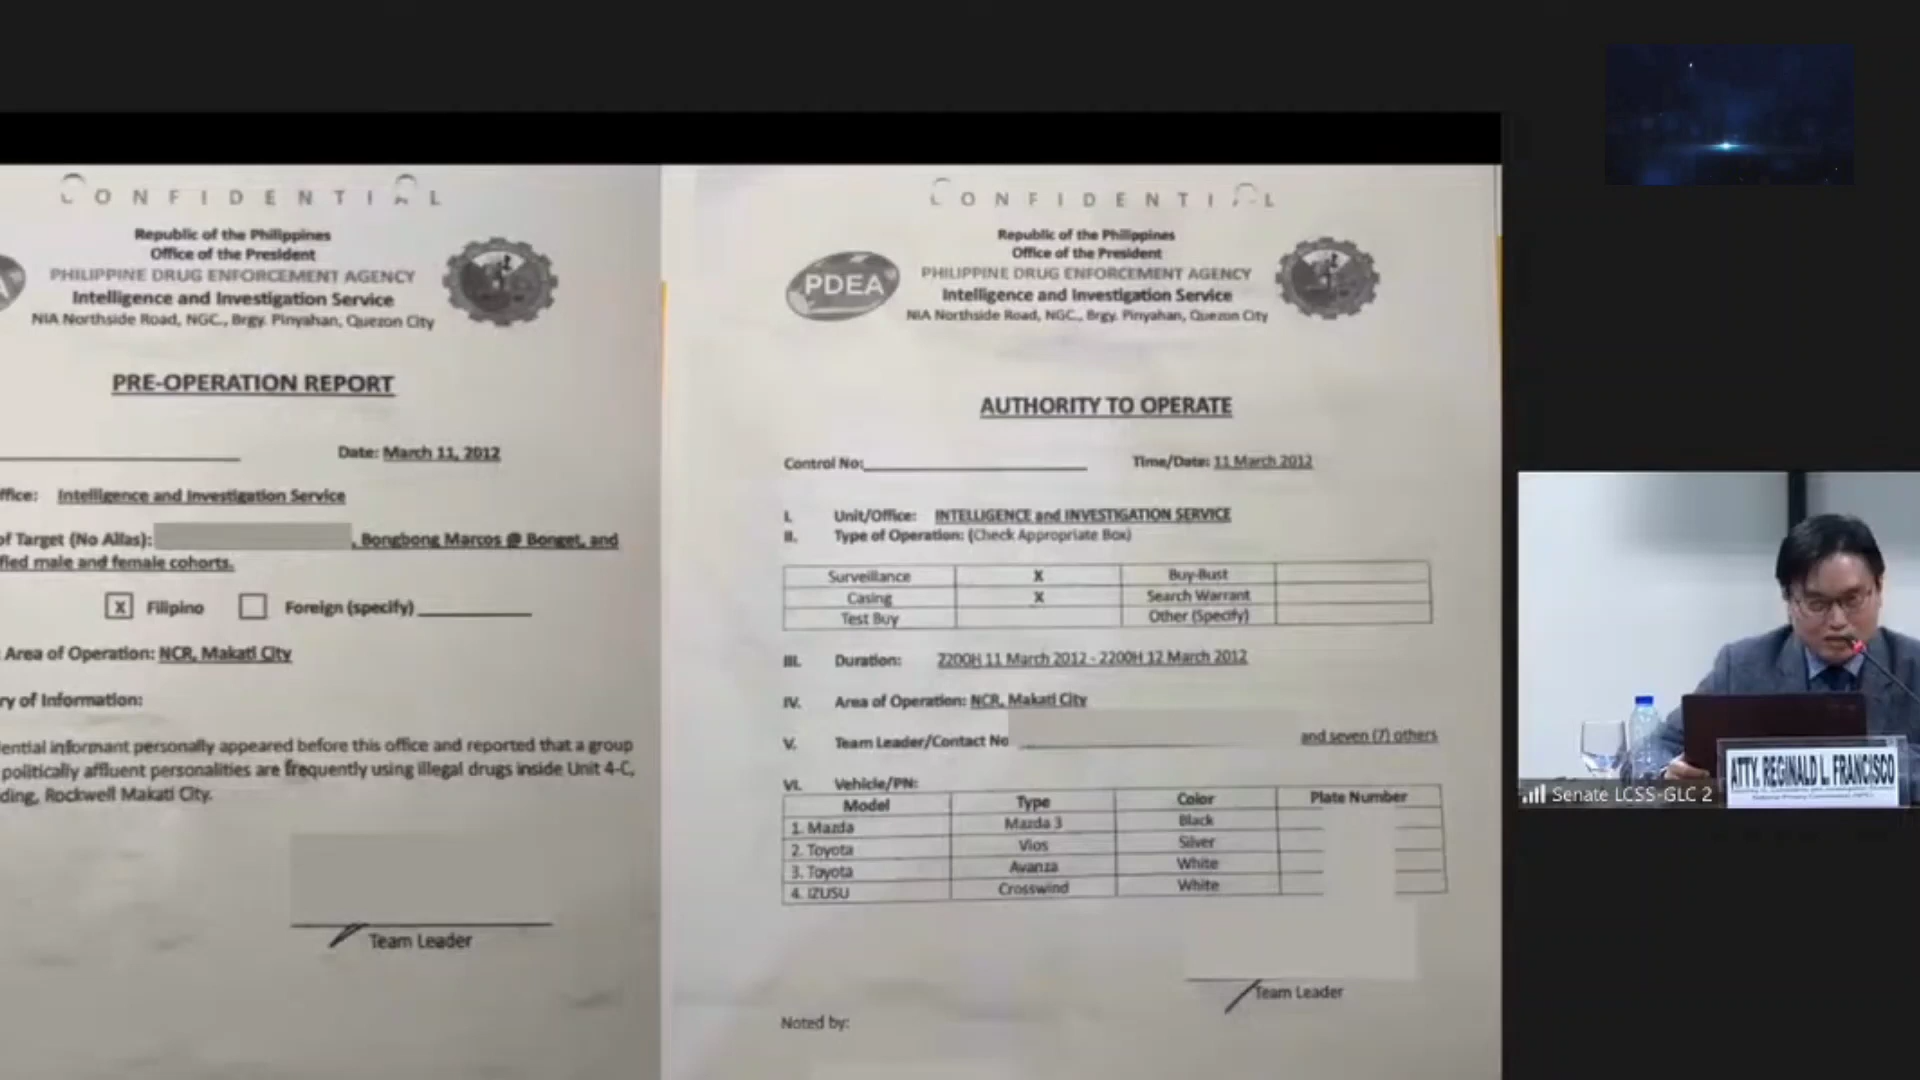 CONFIDENTIAL
Republic of the Philippines
Office of the President
PHILIPPINE DRUG ENFORCEMENT AGENCY
Intelligence and Investigation Service
NIA Northside Road, NGC., Brgy. Pinyahan, Quezon City
PRE-OPERATION REPORT
Date: March 11, 2012
ffice: Intelligence and Investigation Service
of Target (No Alias): , Bongbong Marcos @ Bonget, and
fied male and female cohorts.
X Filipino Foreign (specify)
Area of Operation: NCR, Makati City
ry of Information:
ential informant personally appeared before this office and reported that a group
politically affluent personalities are frequently using illegal drugs inside Unit 4-C,
ding, Rockwell Makati City.
Team Leader
CONFIDENTIAL
PDEA
Republic of the Philippines
Office of the President
PHILIPPINE DRUG ENFORCEMENT AGENCY
Intelligence and Investigation Service
NIA Northside Road, NGC., Brgy. Pinyahan, Quezon City
AUTHORITY TO OPERATE
Control No: Time/Date: 11 March 2012
I. Unit/Office: INTELLIGENCE and INVESTIGATION SERVICE
II. Type of Operation: (Check Appropriate Box)
Surveillance X Buy-Bust
Casing X Search Warrant
Test Buy Other (Specify)
III. Duration: 2200H 11 March 2012 - 2200H 12 March 2012
IV. Area of Operation: NCR, Makati City
V. Team Leader/Contact No and seven (7) others
VI. Vehicle/PN:
Model Type Color Plate Number
1. Mazda Mazda 3 Black
2. Toyota Vios Silver
3. Toyota Avanza White
4. IZUSU Crosswind White
Team Leader
Noted by:
ATTY. REGINALD L. FRANCISCO
Senate LCSS-GLC 2